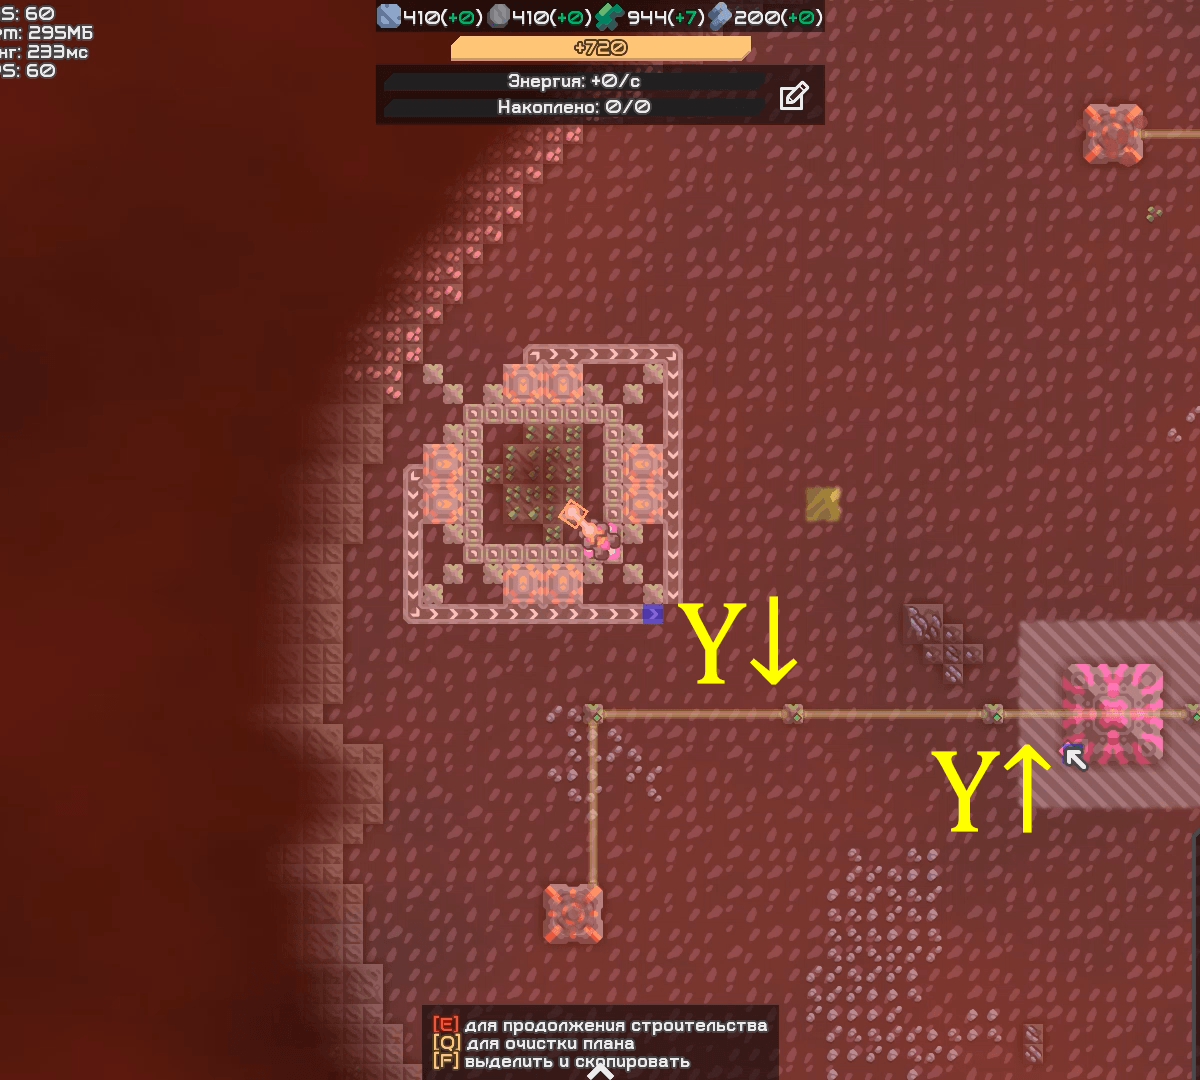 S: 60
410(+0) 410(+0) 944(+7) 200(+0)
295МБ
233мс
S: 60
+720
Энергия: +0/с
Накоплено: 0/0
Y↓
Y↑
[E] для продолжения строительства
[Q] для очистки плана
[F] выделить и скопировать